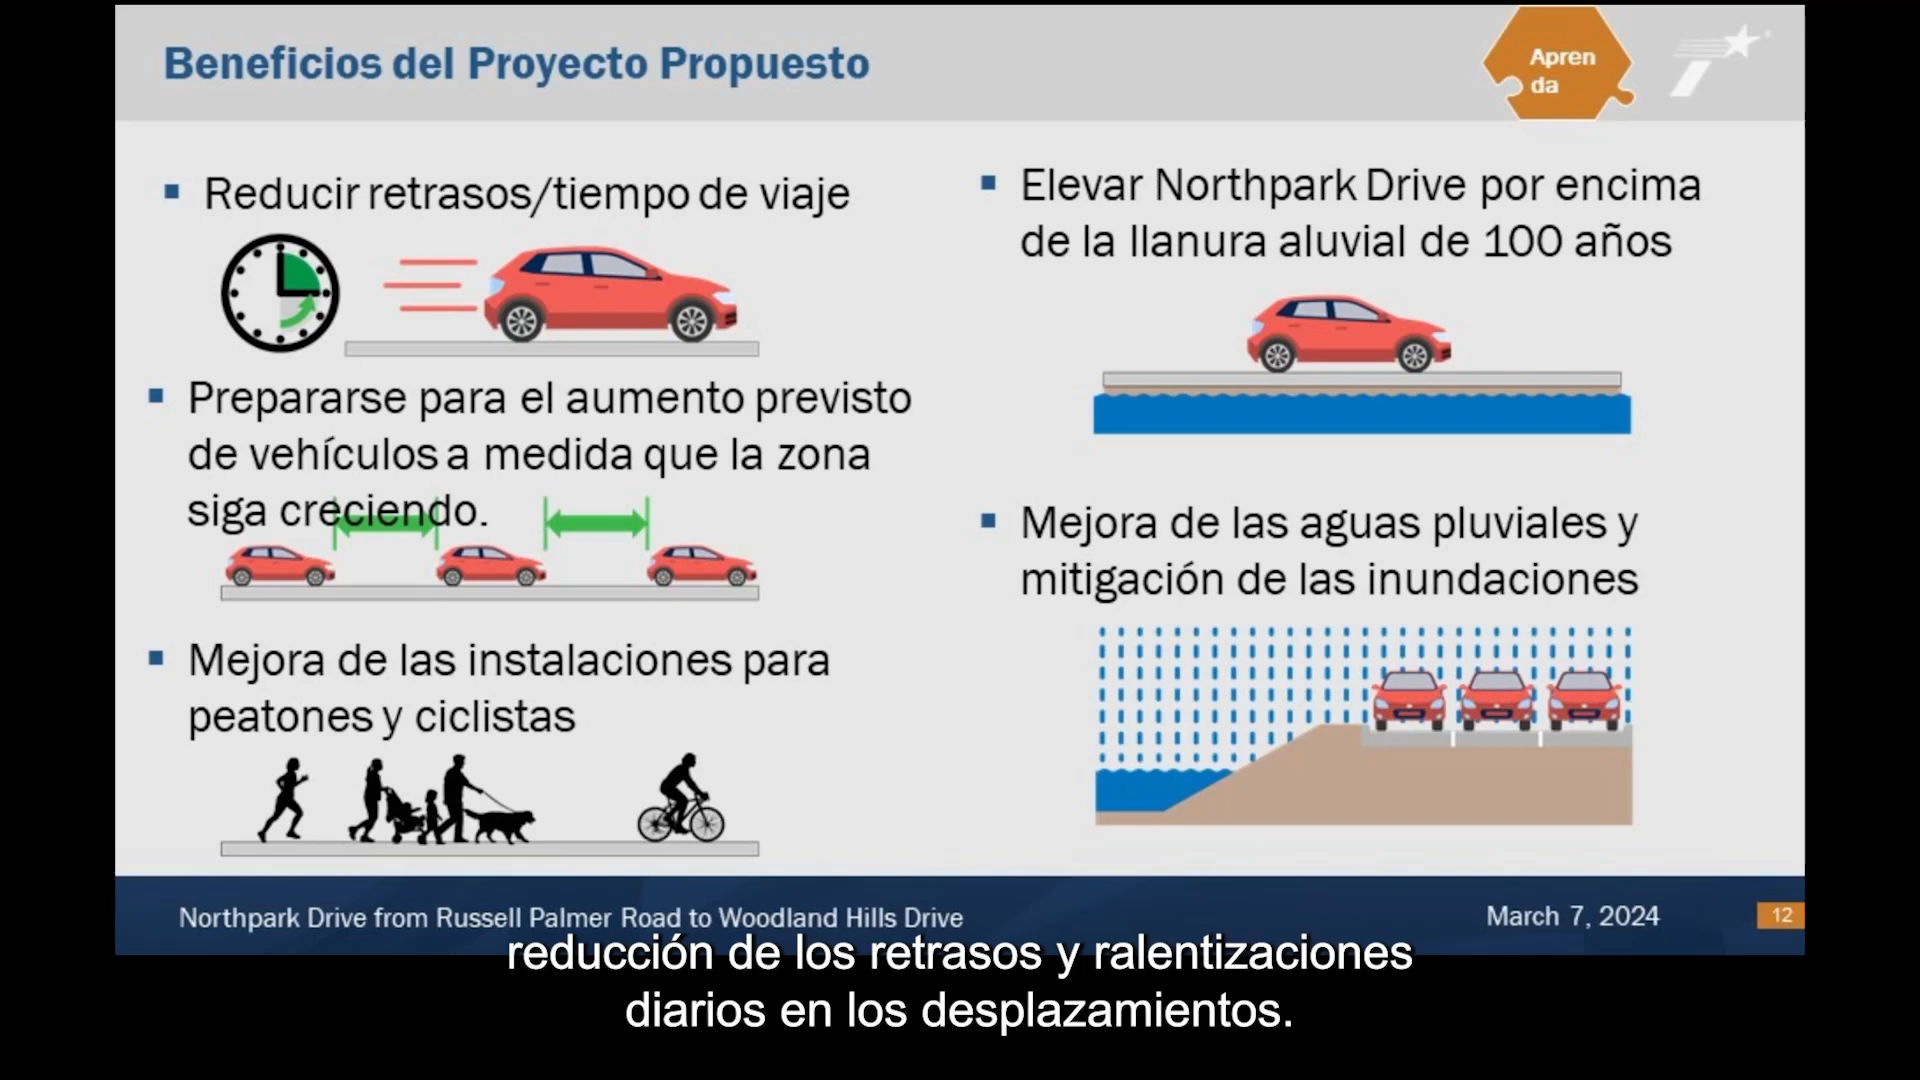 Beneficios del Proyecto Propuesto
Apren
da
Reducir retrasos/tiempo de viaje
Prepararse para el aumento previsto
de vehículos a medida que la zona
siga creciendo.
Mejora de las instalaciones para
peatones y ciclistas
Elevar Northpark Drive por encima
de la llanura aluvial de 100 años
Mejora de las aguas pluviales y
mitigación de las inundaciones
Northpark Drive from Russell Palmer Road to Woodland Hills Drive
March 7, 2024
12
reducción de los retrasos y ralentizaciones
diarios en los desplazamientos.